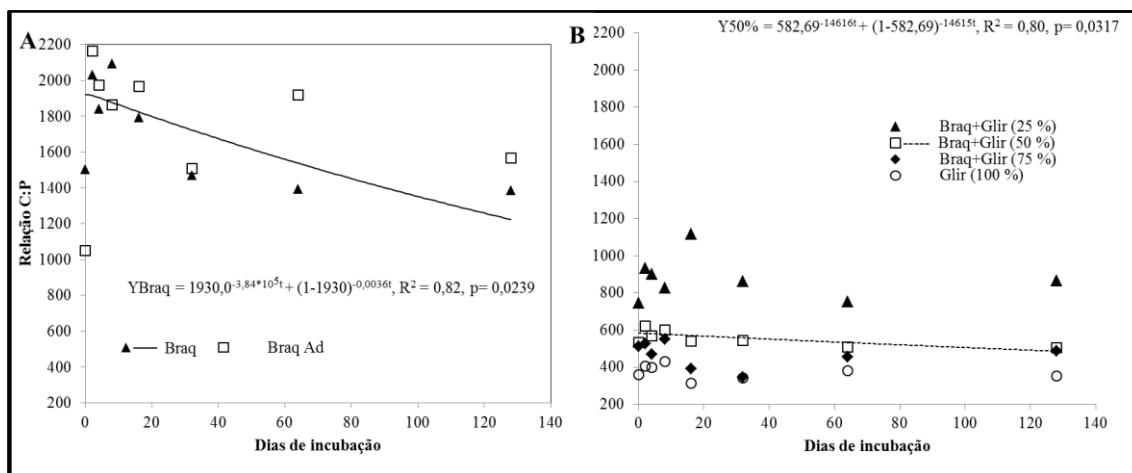 A
Relação C:P
2200
2000
1800
1600
1400
1200
1000
800
600
400
200
YBraq = 1930,0^-3,84*10^5t + (1-1930)^-0,0036t, R² = 0,82, p= 0,0239
Braq
Braq Ad
0 20 40 60 80 100 120 140
Dias de incubação
B
Y50% = 582,69^-14616t + (1-582,69)^-14615t, R² = 0,80, p= 0,0317
2200
2000
1800
1600
1400
1200
1000
800
600
400
200
Braq+Glir (25 %)
Braq+Glir (50 %)
Braq+Glir (75 %)
Glir (100 %)
0 20 40 60 80 100 120 140
Dias de incubação